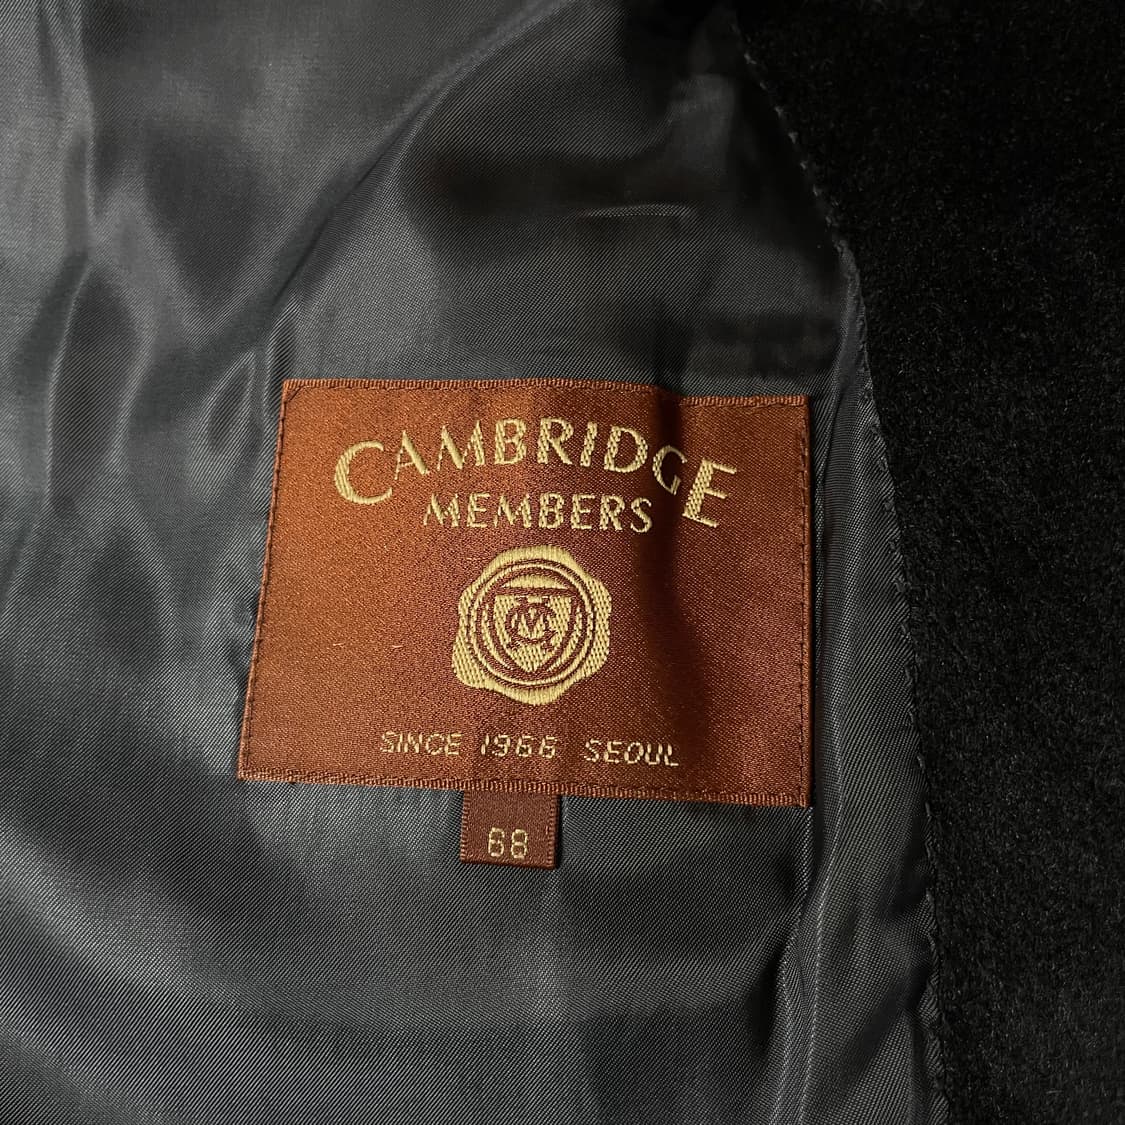 CAMBRIDGE
MEMBERS
SINCE 1966 SEOUL
68